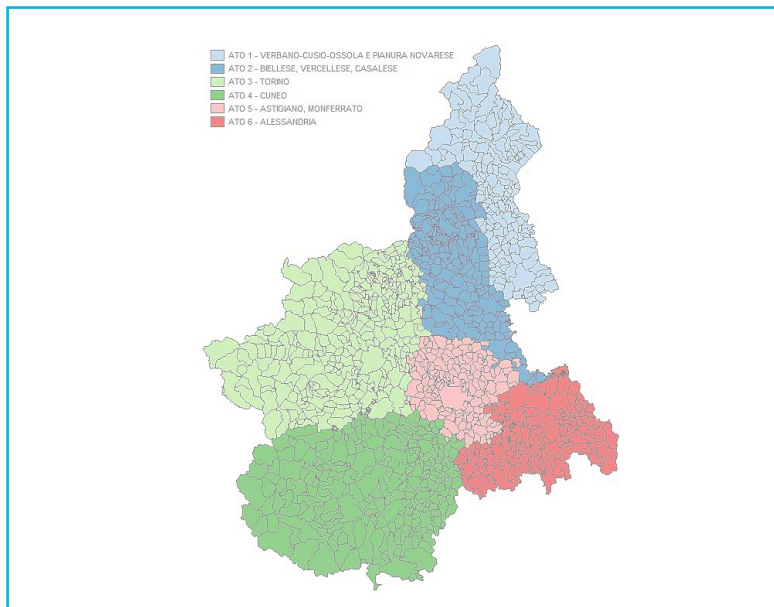 ATO 1 - VERBANO-CUSIO-OSSOLA E PIANURA NOVARESE
ATO 2 - BIELLESE, VERCELLESE, CASALESE
ATO 3 - TORINO
ATO 4 - CUNEO
ATO 5 - ASTIGIANO, MONFERRATO
ATO 6 - ALESSANDRIA